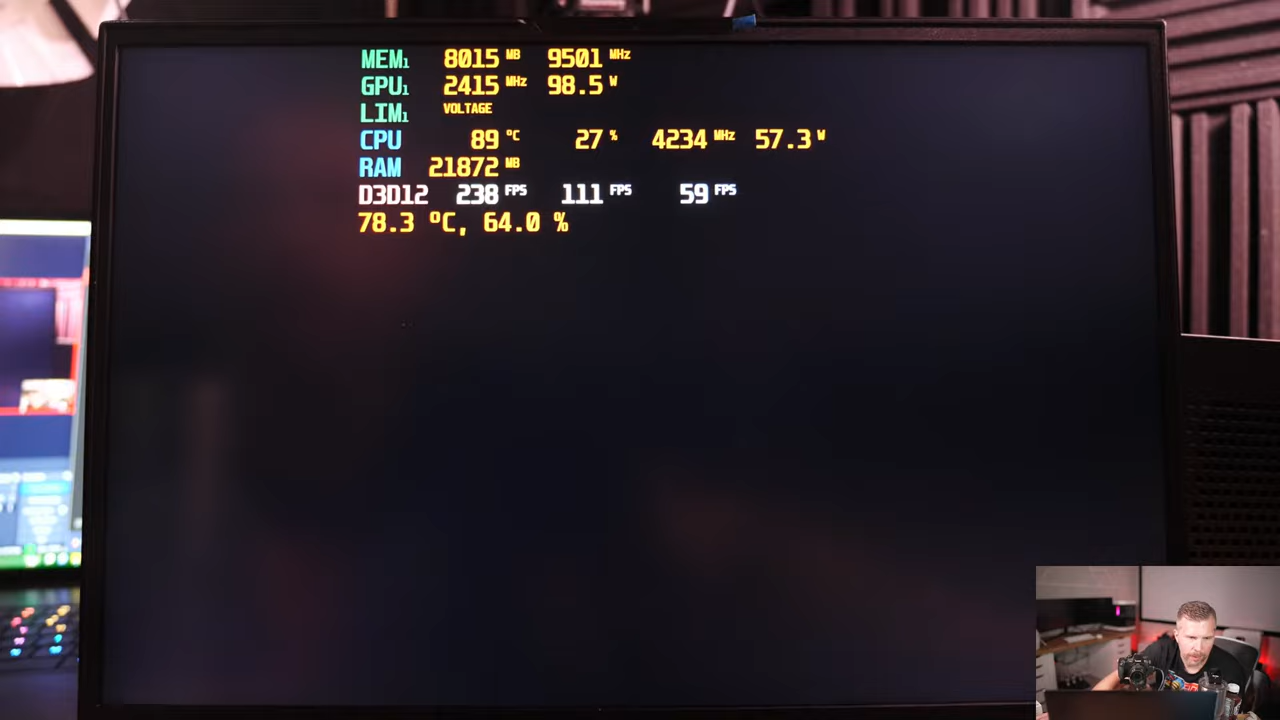 MEM1 8015 MB 9501 MHz
GPU1 2415 MHz 98.5 W
LIM1 VOLTAGE
CPU 89 °C 27 % 4234 MHz 57.3 W
RAM 21872 MB
D3D12 238 FPS 111 FPS 59 FPS
78.3 °C, 64.0 %